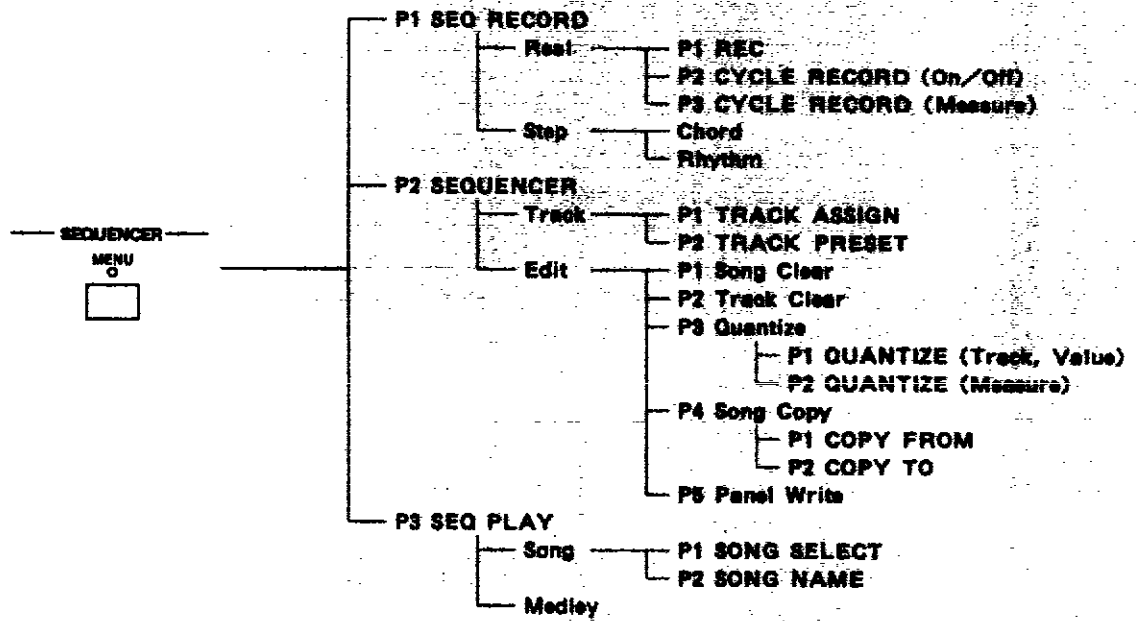 P1 SEQ RECORD
Real
P1 REC
P2 CYCLE RECORD (On/Off)
P3 CYCLE RECORD (Measure)
Step
Chord
Rhythm
P2 SEQUENCER
Track
P1 TRACK ASSIGN
P2 TRACK PRESET
SEQUENCER
MENU
Edit
P1 Song Clear
P2 Track Clear
P3 Quantize
P1 QUANTIZE (Track, Value)
P2 QUANTIZE (Measure)
P4 Song Copy
P1 COPY FROM
P2 COPY TO
P5 Panel Write
P3 SEQ PLAY
Song
P1 SONG SELECT
P2 SONG NAME
Medley